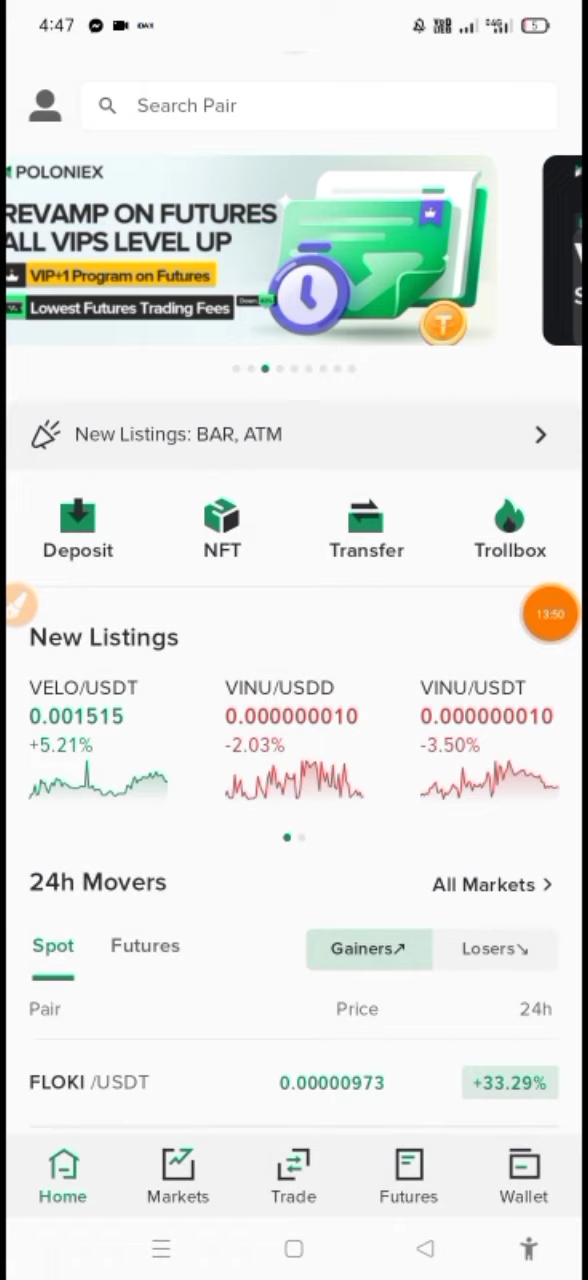 4:47
5
Search Pair
POLONIEX
REVAMP ON FUTURES
ALL VIPS LEVEL UP
VIP+1 Program on Futures
Lowest Futures Trading Fees
New Listings: BAR, ATM
Deposit NFT Transfer Trollbox
13:50
New Listings
VELO/USDT VINU/USDD VINU/USDT
0.001515 0.000000010 0.000000010
+5.21% -2.03% -3.50%
24h Movers All Markets
Spot Futures Gainers Losers
Pair Price 24h
FLOKI /USDT 0.00000973 +33.29%
Home Markets Trade Futures Wallet